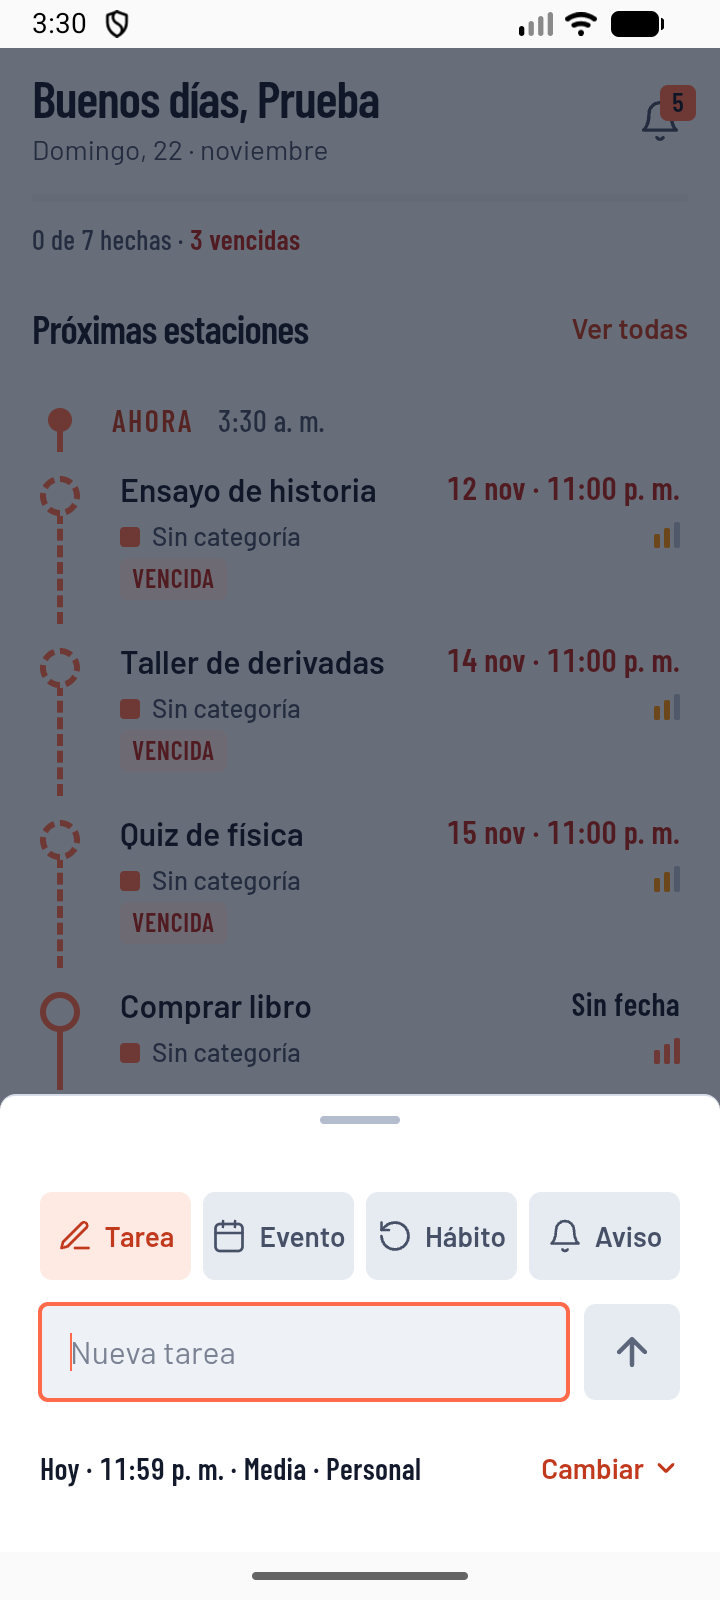 3:30
Buenos días, Prueba
5
Domingo, 22 · noviembre
0 de 7 hechas · 3 vencidas
Próximas estaciones
Ver todas
AHORA 3:30 a. m.
Ensayo de historia
12 nov · 11:00 p. m.
Sin categoría
VENCIDA
Taller de derivadas
14 nov · 11:00 p. m.
Sin categoría
VENCIDA
Quiz de física
15 nov · 11:00 p. m.
Sin categoría
VENCIDA
Comprar libro
Sin fecha
Sin categoría
Tarea
Evento
Hábito
Aviso
Nueva tarea
Hoy · 11:59 p. m. · Media · Personal
Cambiar